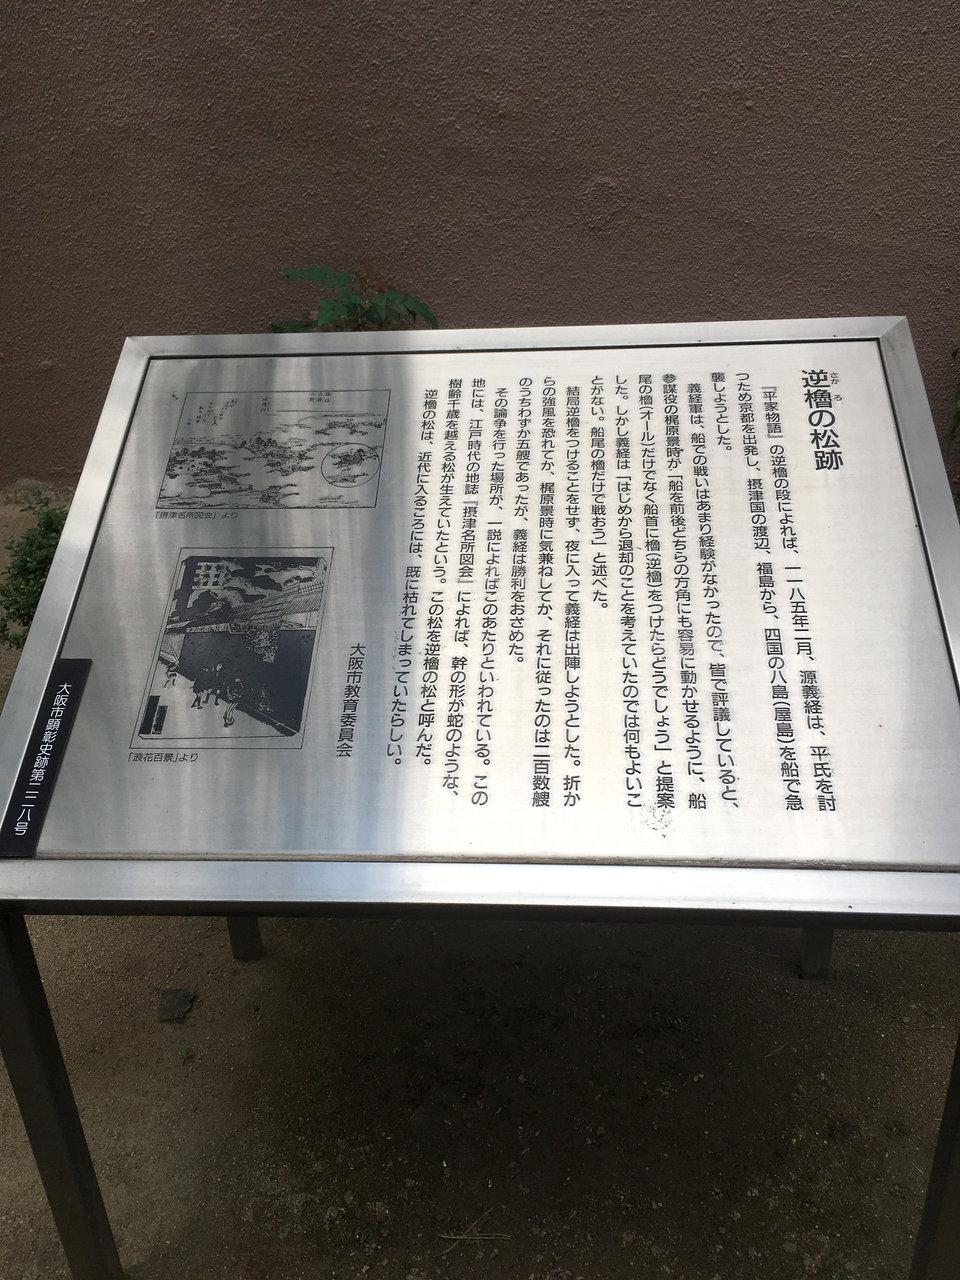 逆櫓の松跡
さか ろ
『平家物語』の逆櫓の段によれば、一一八五年二月、源義経は、平氏を討
つため京都を出発し、摂津国の渡辺、福島から、四国の八島(屋島)を船で急
襲しようとした。
義経軍は、船での戦いはあまり経験がなかったので、皆で評議していると、
参謀役の梶原景時が「船を前後どちらの方角にも容易に動かせるように、船
尾の櫓(オール)だけでなく船首に櫓(逆櫓)をつけたらどうでしょう」と提案
した。しかし義経は「はじめから退却のことを考えていたのでは何もよいこ
とがない。船尾の櫓だけで戦おう」と述べた。
結局逆櫓をつけることをせず、夜に入って義経は出陣しようとした。折か
らの強風を恐れてか、梶原景時に気兼ねしてか、それに従ったのは二百数艘
のうちわずか五艘であったが、義経は勝利をおさめた。
その論争を行った場所が、一説によればこのあたりといわれている。この
地には、江戸時代の地誌『摂津名所図会』によれば、幹の形が蛇のような、
樹齢千歳を越える松が生えていたという。この松を逆櫓の松と呼んだ。
逆櫓の松は、近代に入るころには、既に枯れてしまっていたらしい。
大阪市教育委員会
「摂津名所図会」より
「浪花百景」より
大阪市顕彰史跡第二二八号